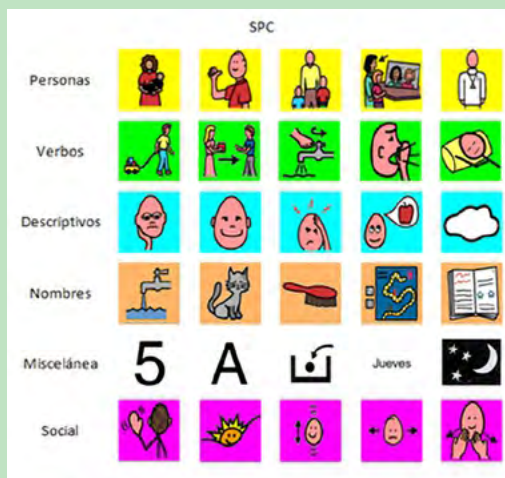 SPC
Personas
Verbos
Descriptivos
Nombres
Miscelánea
5 A Jueves
Social